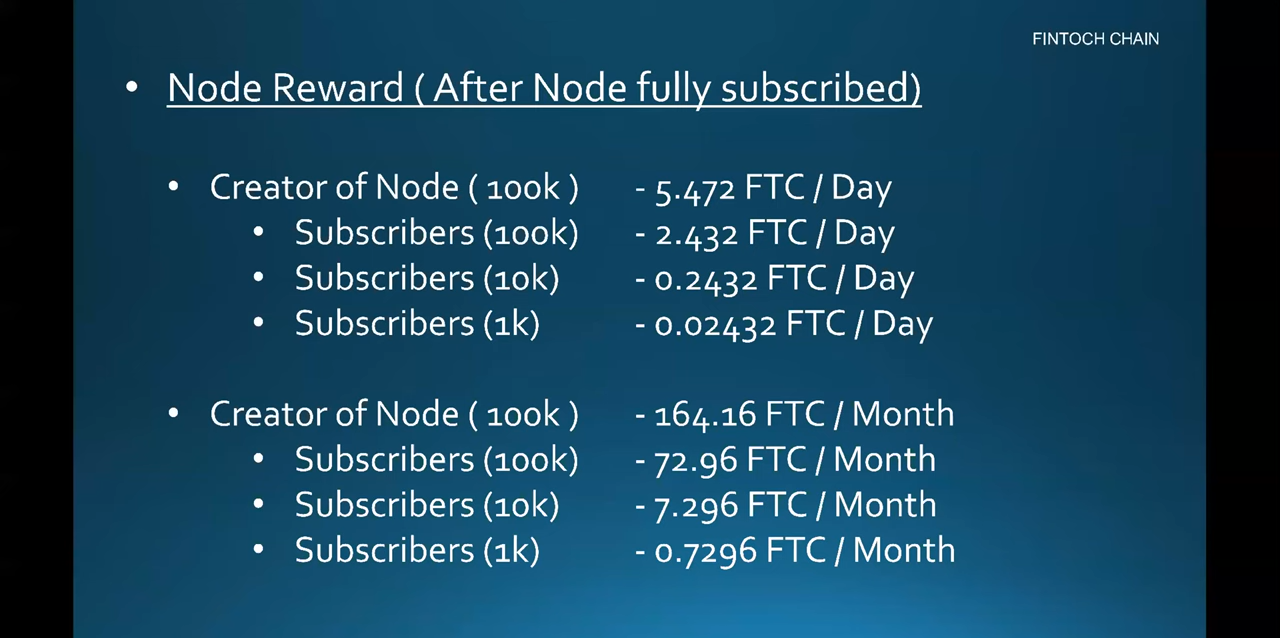 FINTOCH CHAIN
• Node Reward ( After Node fully subscribed)
• Creator of Node ( 100k ) - 5.472 FTC / Day
• Subscribers (100k) - 2.432 FTC / Day
• Subscribers (10k) - 0.2432 FTC / Day
• Subscribers (1k) - 0.02432 FTC / Day
• Creator of Node ( 100k ) - 164.16 FTC / Month
• Subscribers (100k) - 72.96 FTC / Month
• Subscribers (10k) - 7.296 FTC / Month
• Subscribers (1k) - 0.7296 FTC / Month